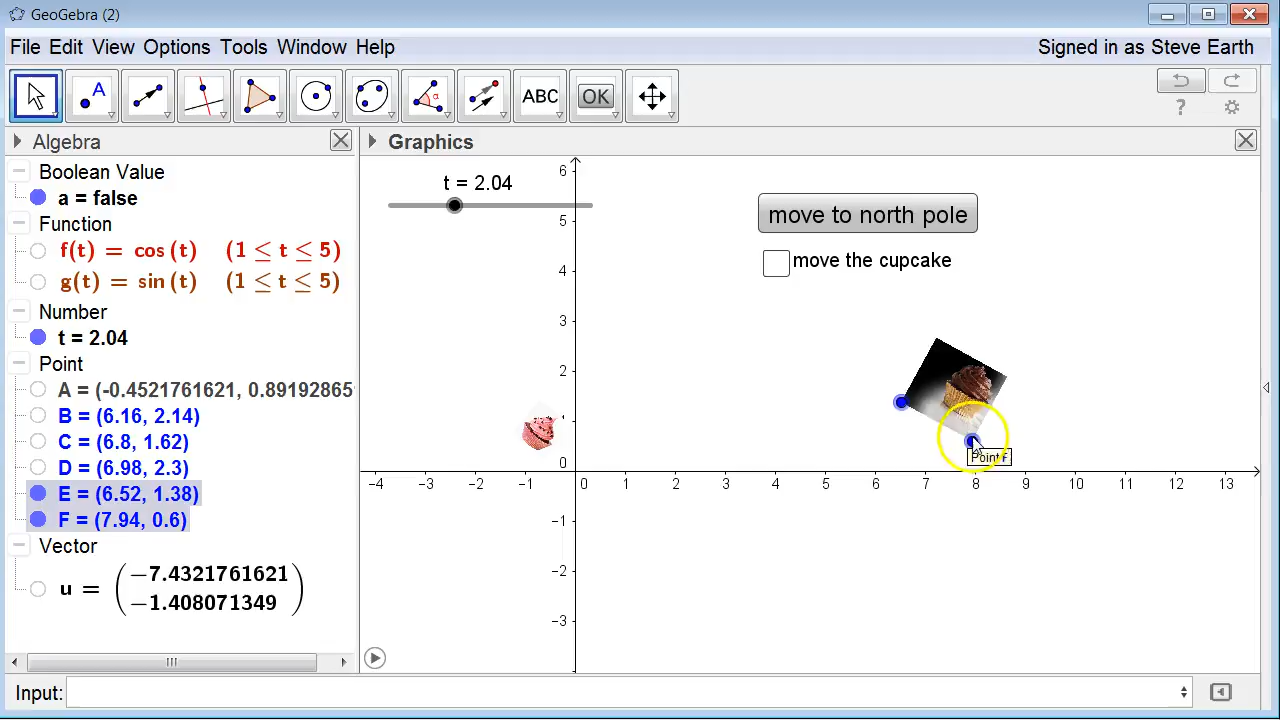 GeoGebra (2)
File Edit View Options Tools Window Help
Signed in as Steve Earth
A
α
ABC
OK
?
Algebra
Boolean Value
a = false
Function
f(t) = cos (t) (1 ≤ t ≤ 5)
g(t) = sin (t) (1 ≤ t ≤ 5)
Number
t = 2.04
Point
A = (-0.4521761621, 0.89192865
B = (6.16, 2.14)
C = (6.8, 1.62)
D = (6.98, 2.3)
E = (6.52, 1.38)
F = (7.94, 0.6)
Vector
u = (−7.4321761621
−1.408071349)
Graphics
t = 2.04
move to north pole
move the cupcake
Point F
6
5
4
3
2
1
0
−4 −3 −2 −1 0 1 2 3 4 5 6 7 8 9 10 11 12 13
−1
−2
−3
Input: